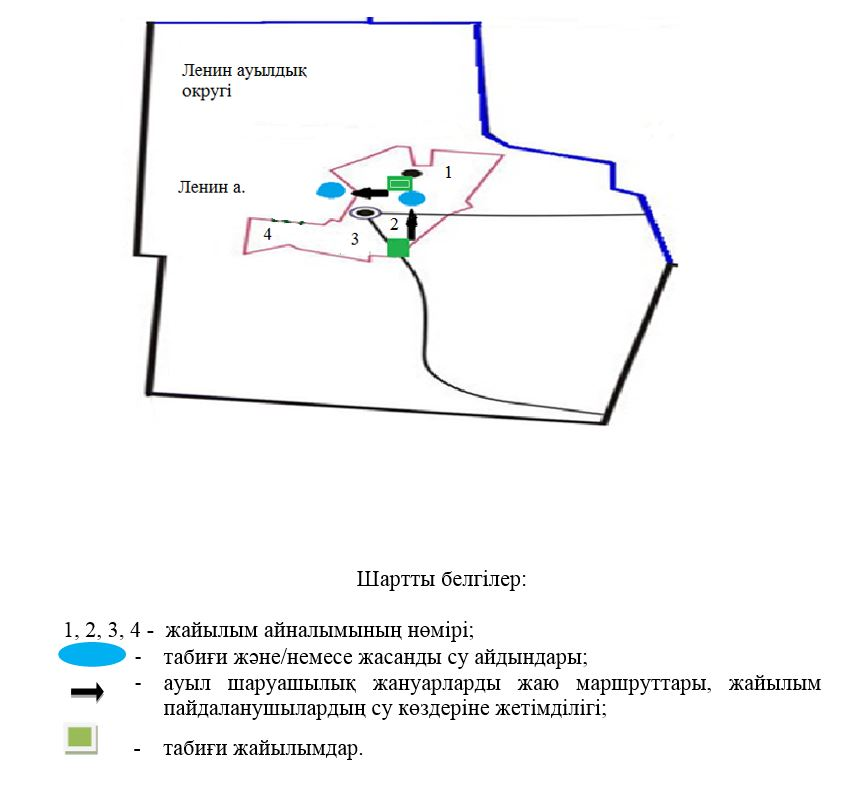 Ленин ауылдық
округі
1
Ленин а.
2
4
3
Шартты белгілер:
1, 2, 3, 4 - жайылым айналымының нөмірі;
- табиғи және/немесе жасанды су айдындары;
- ауыл шаруашылық жануарларды жаю маршруттары, жайылым
пайдаланушылардың су көздеріне жетімділігі;
- табиғи жайылымдар.